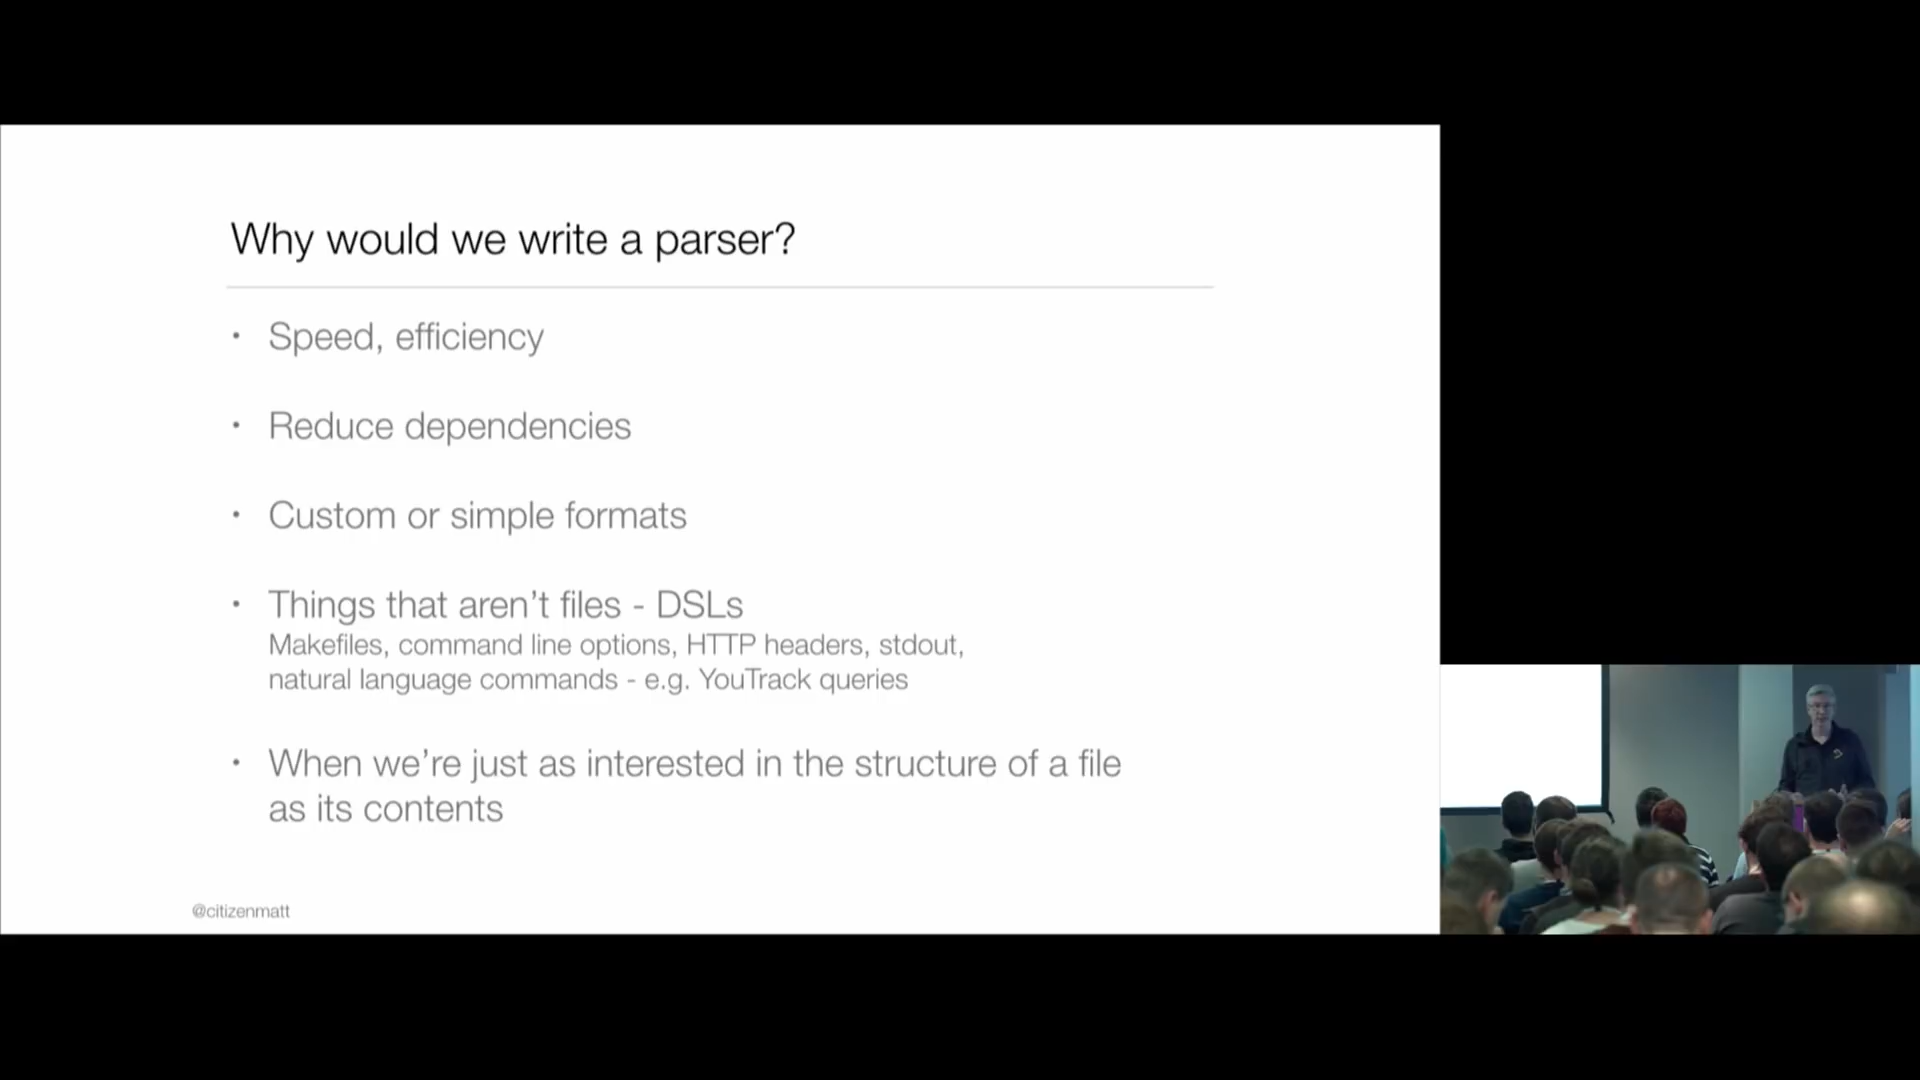 Why would we write a parser?
• Speed, efficiency
• Reduce dependencies
• Custom or simple formats
• Things that aren't files - DSLs
Makefiles, command line options, HTTP headers, stdout,
natural language commands - e.g. YouTrack queries
• When we're just as interested in the structure of a file
as its contents
@citizenmatt